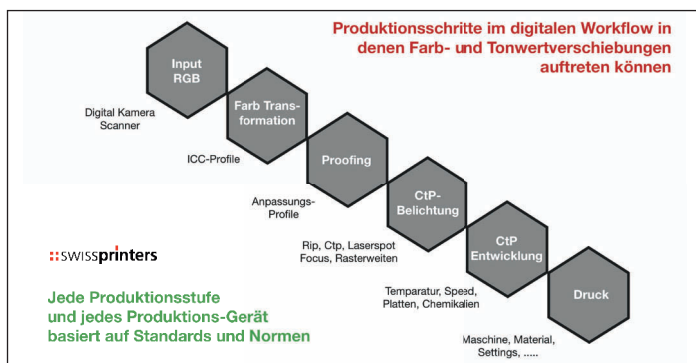 Produktionsschritte im digitalen Workflow in
denen Farb- und Tonwertverschiebungen
auftreten können
Input
RGB
Digital Kamera
Scanner
Farb Trans-
formation
ICC-Profile
Proofing
Anpassungs-
Profile
CtP-
Belichtung
Rip, Ctp, Laserspot
Focus, Rasterweiten
CtP
Entwicklung
Temperatur, Speed,
Platten, Chemikalien
Druck
Maschine, Material,
Settings, .....
swissprinters
Jede Produktionsstufe
und jedes Produktions-Gerät
basiert auf Standards und Normen